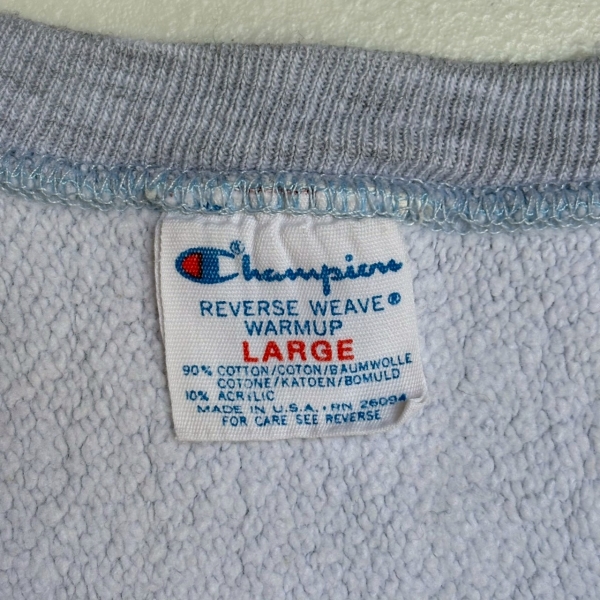 Champion®
REVERSE WEAVE®
WARMUP
LARGE
90% COTTON/COTON/BAUMWOLLE
COTONE/KATOEN/BOMULD
10% ACRYLIC
MADE IN U.S.A. · RN 26094
FOR CARE SEE REVERSE